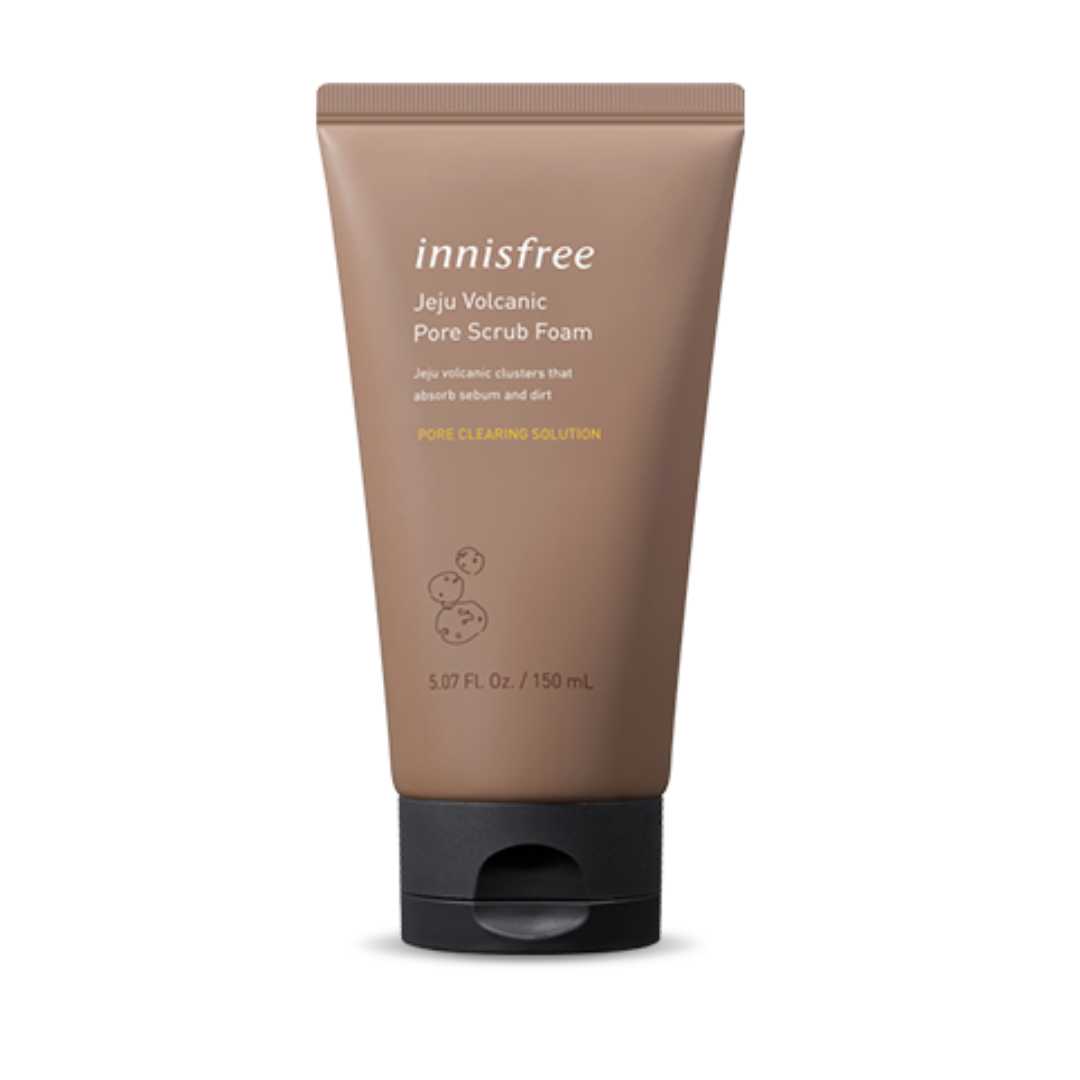 innisfree
Jeju Volcanic
Pore Scrub Foam
Jeju volcanic clusters that
absorb sebum and dirt
PORE CLEARING SOLUTION
5.07 FL. Oz. / 150 mL